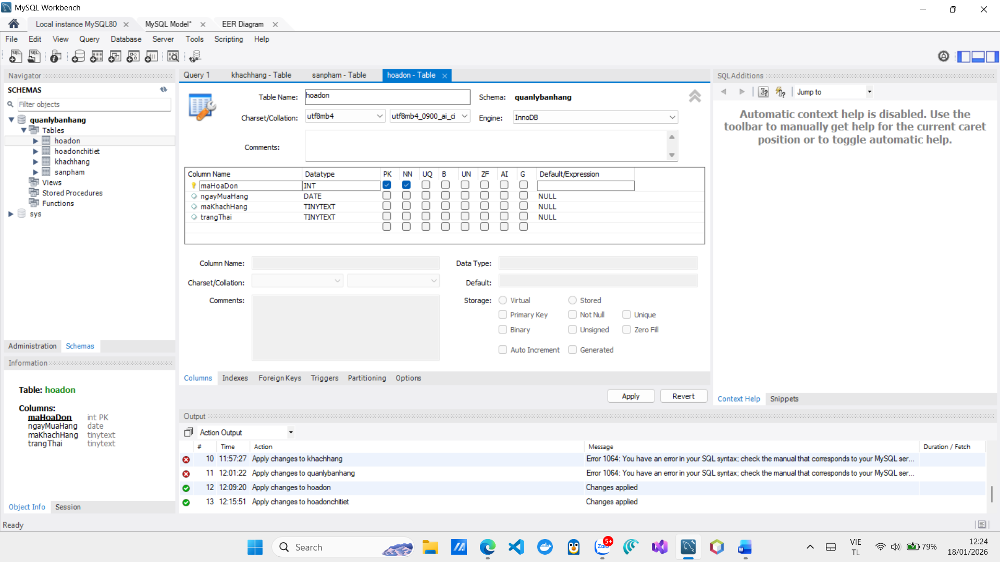 MySQL Workbench
Local instance MySQL80
MySQL Model*
EER Diagram
File Edit View Query Database Server Tools Scripting Help
Navigator
SCHEMAS
Filter objects
quanlybanhang
Tables
hoadon
hoadonchitiet
khachhang
sanpham
Views
Stored Procedures
Functions
sys
Administration Schemas
Information
Table: hoadon
Columns:
maHoaDon int PK
ngayMuaHang date
maKhachHang tinytext
trangThai tinytext
Object Info Session
Query 1
khachhang - Table
sanpham - Table
hoadon - Table
Table Name: hoadon
Schema: quanlybanhang
Charset/Collation: utf8mb4 utf8mb4_0900_ai_ci
Engine: InnoDB
Comments:
Column Name Datatype PK NN UQ B UN ZF AI G Default/Expression
maHoaDon INT
ngayMuaHang DATE NULL
maKhachHang TINYTEXT NULL
trangThai TINYTEXT NULL
Column Name:
Data Type:
Charset/Collation:
Default:
Comments:
Storage: Virtual Stored
Primary Key Not Null Unique
Binary Unsigned Zero Fill
Auto Increment Generated
Columns Indexes Foreign Keys Triggers Partitioning Options
Apply Revert
SQLAdditions
Jump to
Automatic context help is disabled. Use the
toolbar to manually get help for the current caret
position or to toggle automatic help.
Context Help Snippets
Output
Action Output
# Time Action Message Duration / Fetch
10 11:57:27 Apply changes to khachhang Error 1064: You have an error in your SQL syntax; check the manual that corresponds to your MySQL ser...
11 12:01:22 Apply changes to quanlybanhang Error 1064: You have an error in your SQL syntax; check the manual that corresponds to your MySQL ser...
12 12:09:20 Apply changes to hoadon Changes applied
13 12:15:51 Apply changes to hoadonchitiet Changes applied
Ready
Search
Zalo
5+
VIE
TL
79%
12:24
18/01/2026